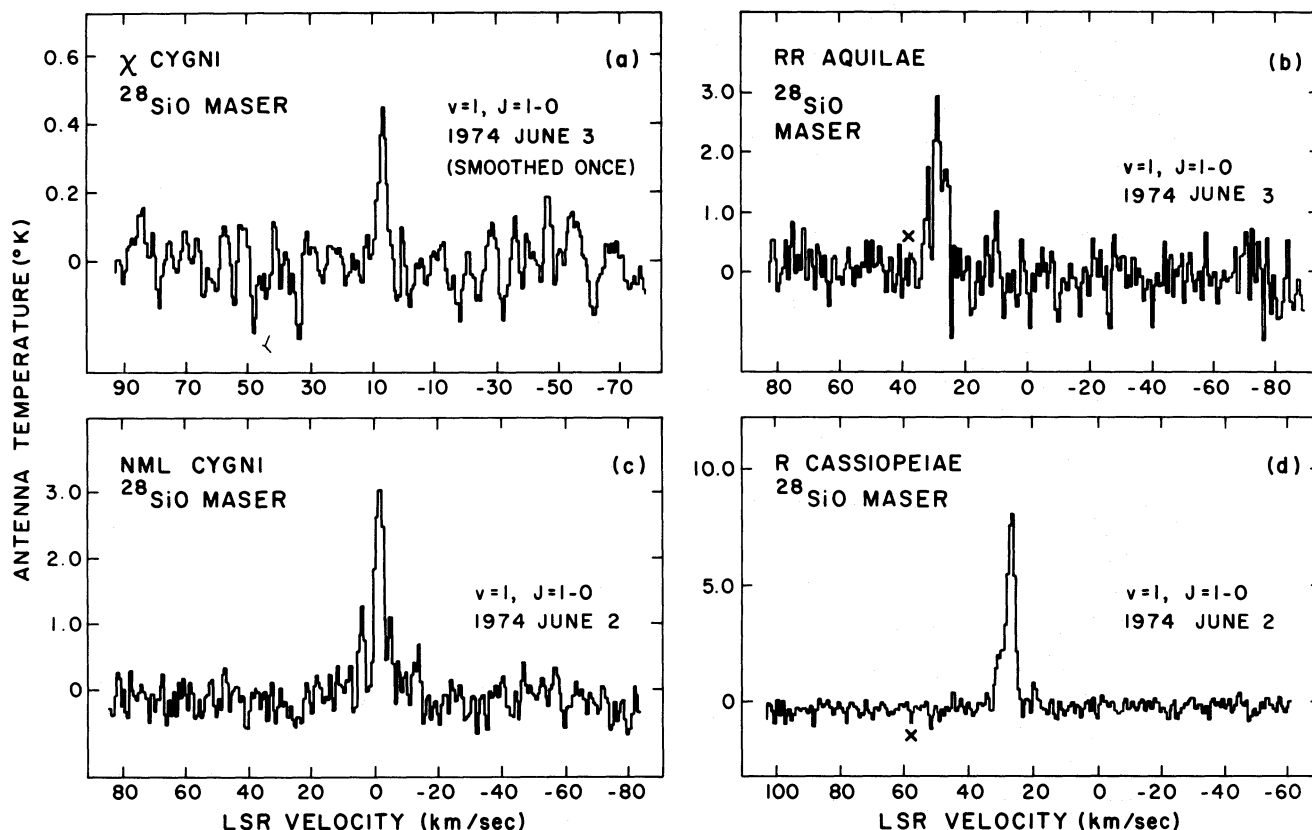 ANTENNA TEMPERATURE (°K)
χ CYGNI
²⁸SiO MASER
(a)
v=1, J=1-0
1974 JUNE 3
(SMOOTHED ONCE)
0.6
0.4
0.2
0
90 70 50 30 10 -10 -30 -50 -70
RR AQUILAE
²⁸SiO
MASER
(b)
v=1, J=1-0
1974 JUNE 3
3.0
2.0
1.0
0
×
80 60 40 20 0 -20 -40 -60 -80
NML CYGNI
²⁸SiO MASER
(c)
v=1, J=1-0
1974 JUNE 2
3.0
2.0
1.0
0
80 60 40 20 0 -20 -40 -60 -80
LSR VELOCITY (km/sec)
R CASSIOPEIAE
²⁸SiO MASER
(d)
v=1, J=1-0
1974 JUNE 2
10.0
5.0
0
×
100 80 60 40 20 0 -20 -40 -60
LSR VELOCITY (km/sec)